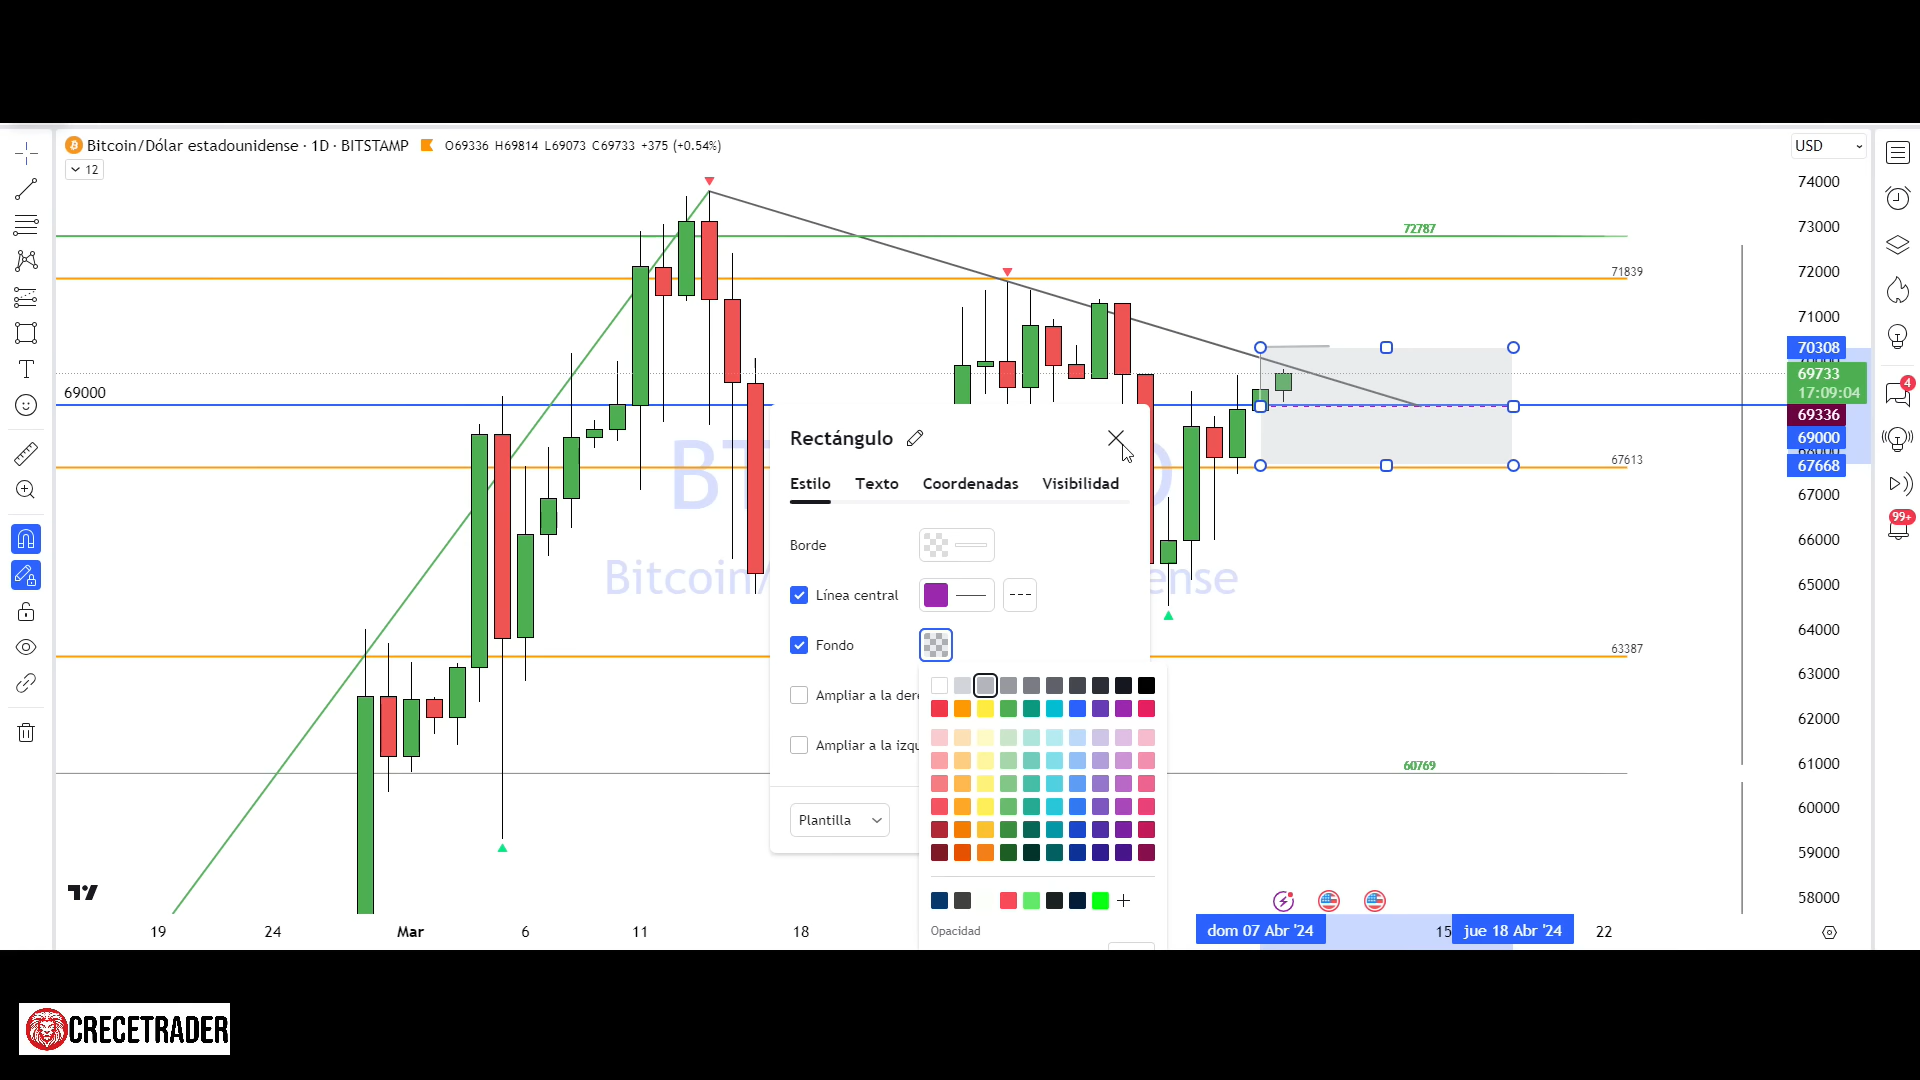 Bitcoin/Dólar estadounidense · 1D · BITSTAMP O69336 H69814 L69073 C69733 +375 (+0.54%)
12
USD
74000
73000
72000
71000
70308
69733
17:09:04
69336
69000
67668
67000
66000
65000
64000
63000
62000
61000
60000
59000
58000
72787
71839
69000
67613
63387
60769
Rectángulo
Estilo Texto Coordenadas Visibilidad
Borde
Línea central
Fondo
Ampliar a la dere
Ampliar a la izqu
Plantilla
Opacidad
4
99+
19 24 Mar 6 11 18 dom 07 Abr '24 15 jue 18 Abr '24 22
CRECETRADER